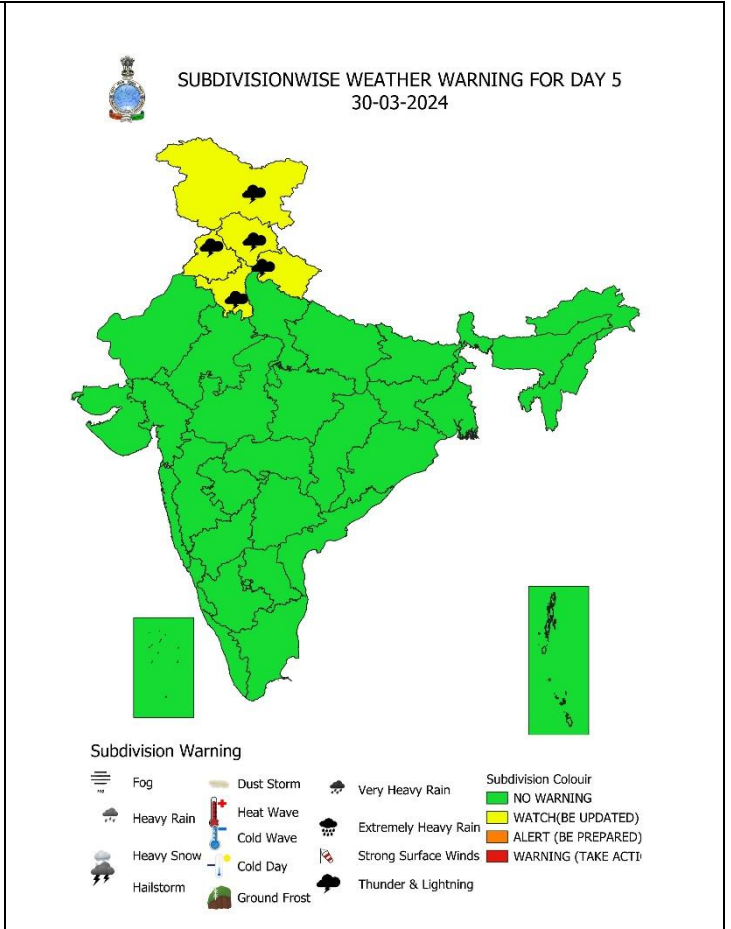 SUBDIVISIONWISE WEATHER WARNING FOR DAY 5
30-03-2024
Subdivision Warning
Fog
Heavy Rain
Heavy Snow
Hailstorm
Dust Storm
Heat Wave
Cold Wave
Cold Day
Ground Frost
Very Heavy Rain
Extremely Heavy Rain
Strong Surface Winds
Thunder & Lightning
Subdivision Colouir
NO WARNING
WATCH(BE UPDATED)
ALERT (BE PREPARED)
WARNING (TAKE ACTI